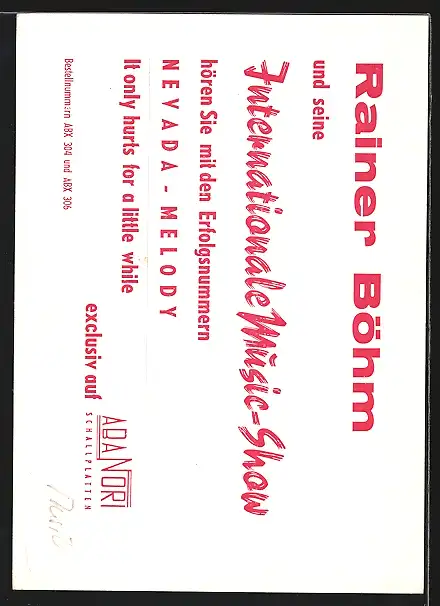 Rainer Böhm
und seine
Internationale Music-Show
hören Sie mit den Erfolgsnummern
NEVADA - MELODY
It only hurts for a little while
exclusiv auf
ABANORI
SCHALLPLATTEN
Bestellnummern ABX 304 und ABX 306